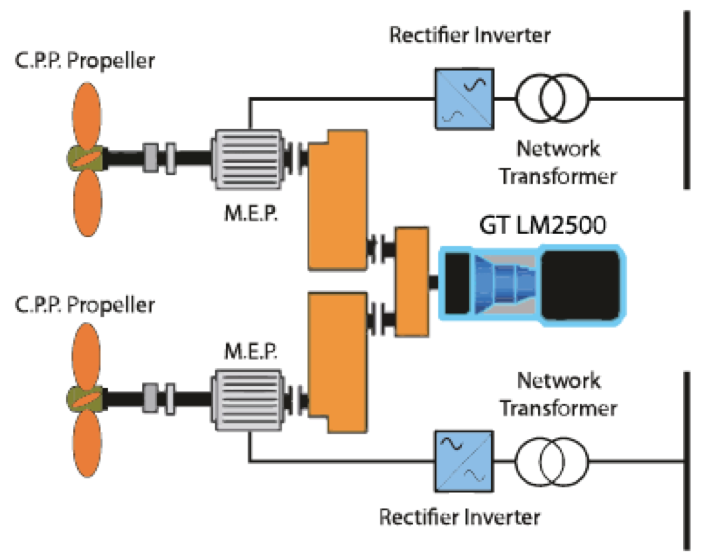 Rectifier Inverter
C.P.P. Propeller
Network
Transformer
M.E.P.
GT LM2500
C.P.P. Propeller
M.E.P.
Network
Transformer
Rectifier Inverter